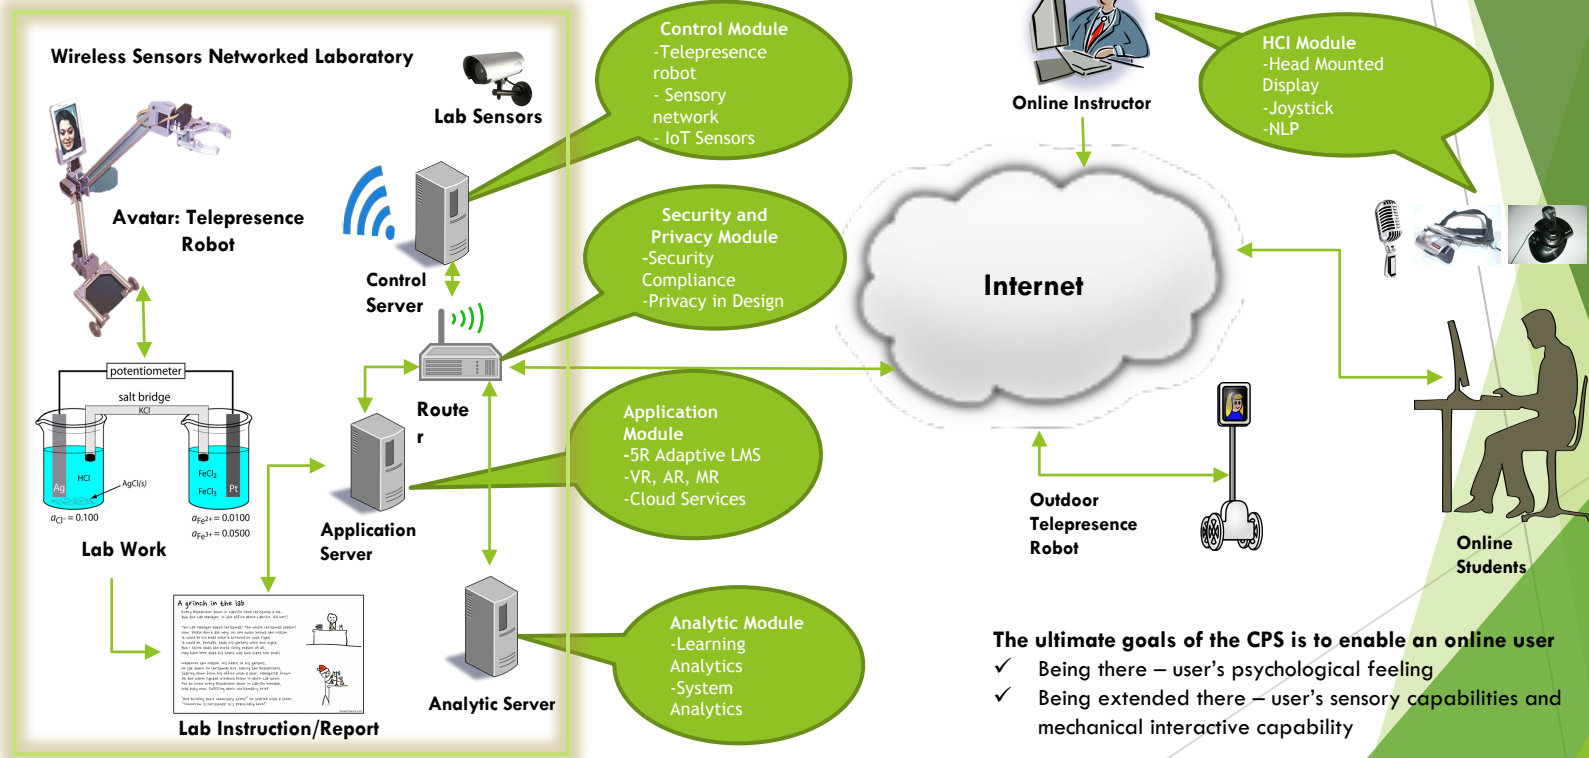 Wireless Sensors Networked Laboratory
Lab Sensors
Avatar: Telepresence
Robot
Control
Server
Route
r
potentiometer
salt bridge
KCl
Ag
HCl
AgCl(s)
FeCl₂
FeCl₃
Pt
a_Cl⁻ = 0.100
a_Fe²⁺ = 0.0100
a_Fe³⁺ = 0.0500
Lab Work
Application
Server
A grinch in the lab
Lab Instruction/Report
Analytic Server
Control Module
-Telepresence
robot
- Sensory
network
- IoT Sensors
Security and
Privacy Module
-Security
Compliance
-Privacy in Design
Application
Module
-5R Adaptive LMS
-VR, AR, MR
-Cloud Services
Analytic Module
-Learning
Analytics
-System
Analytics
Online Instructor
HCI Module
-Head Mounted
Display
-Joystick
-NLP
Internet
Outdoor
Telepresence
Robot
Online
Students
The ultimate goals of the CPS is to enable an online user
✓ Being there – user's psychological feeling
✓ Being extended there – user's sensory capabilities and
mechanical interactive capability